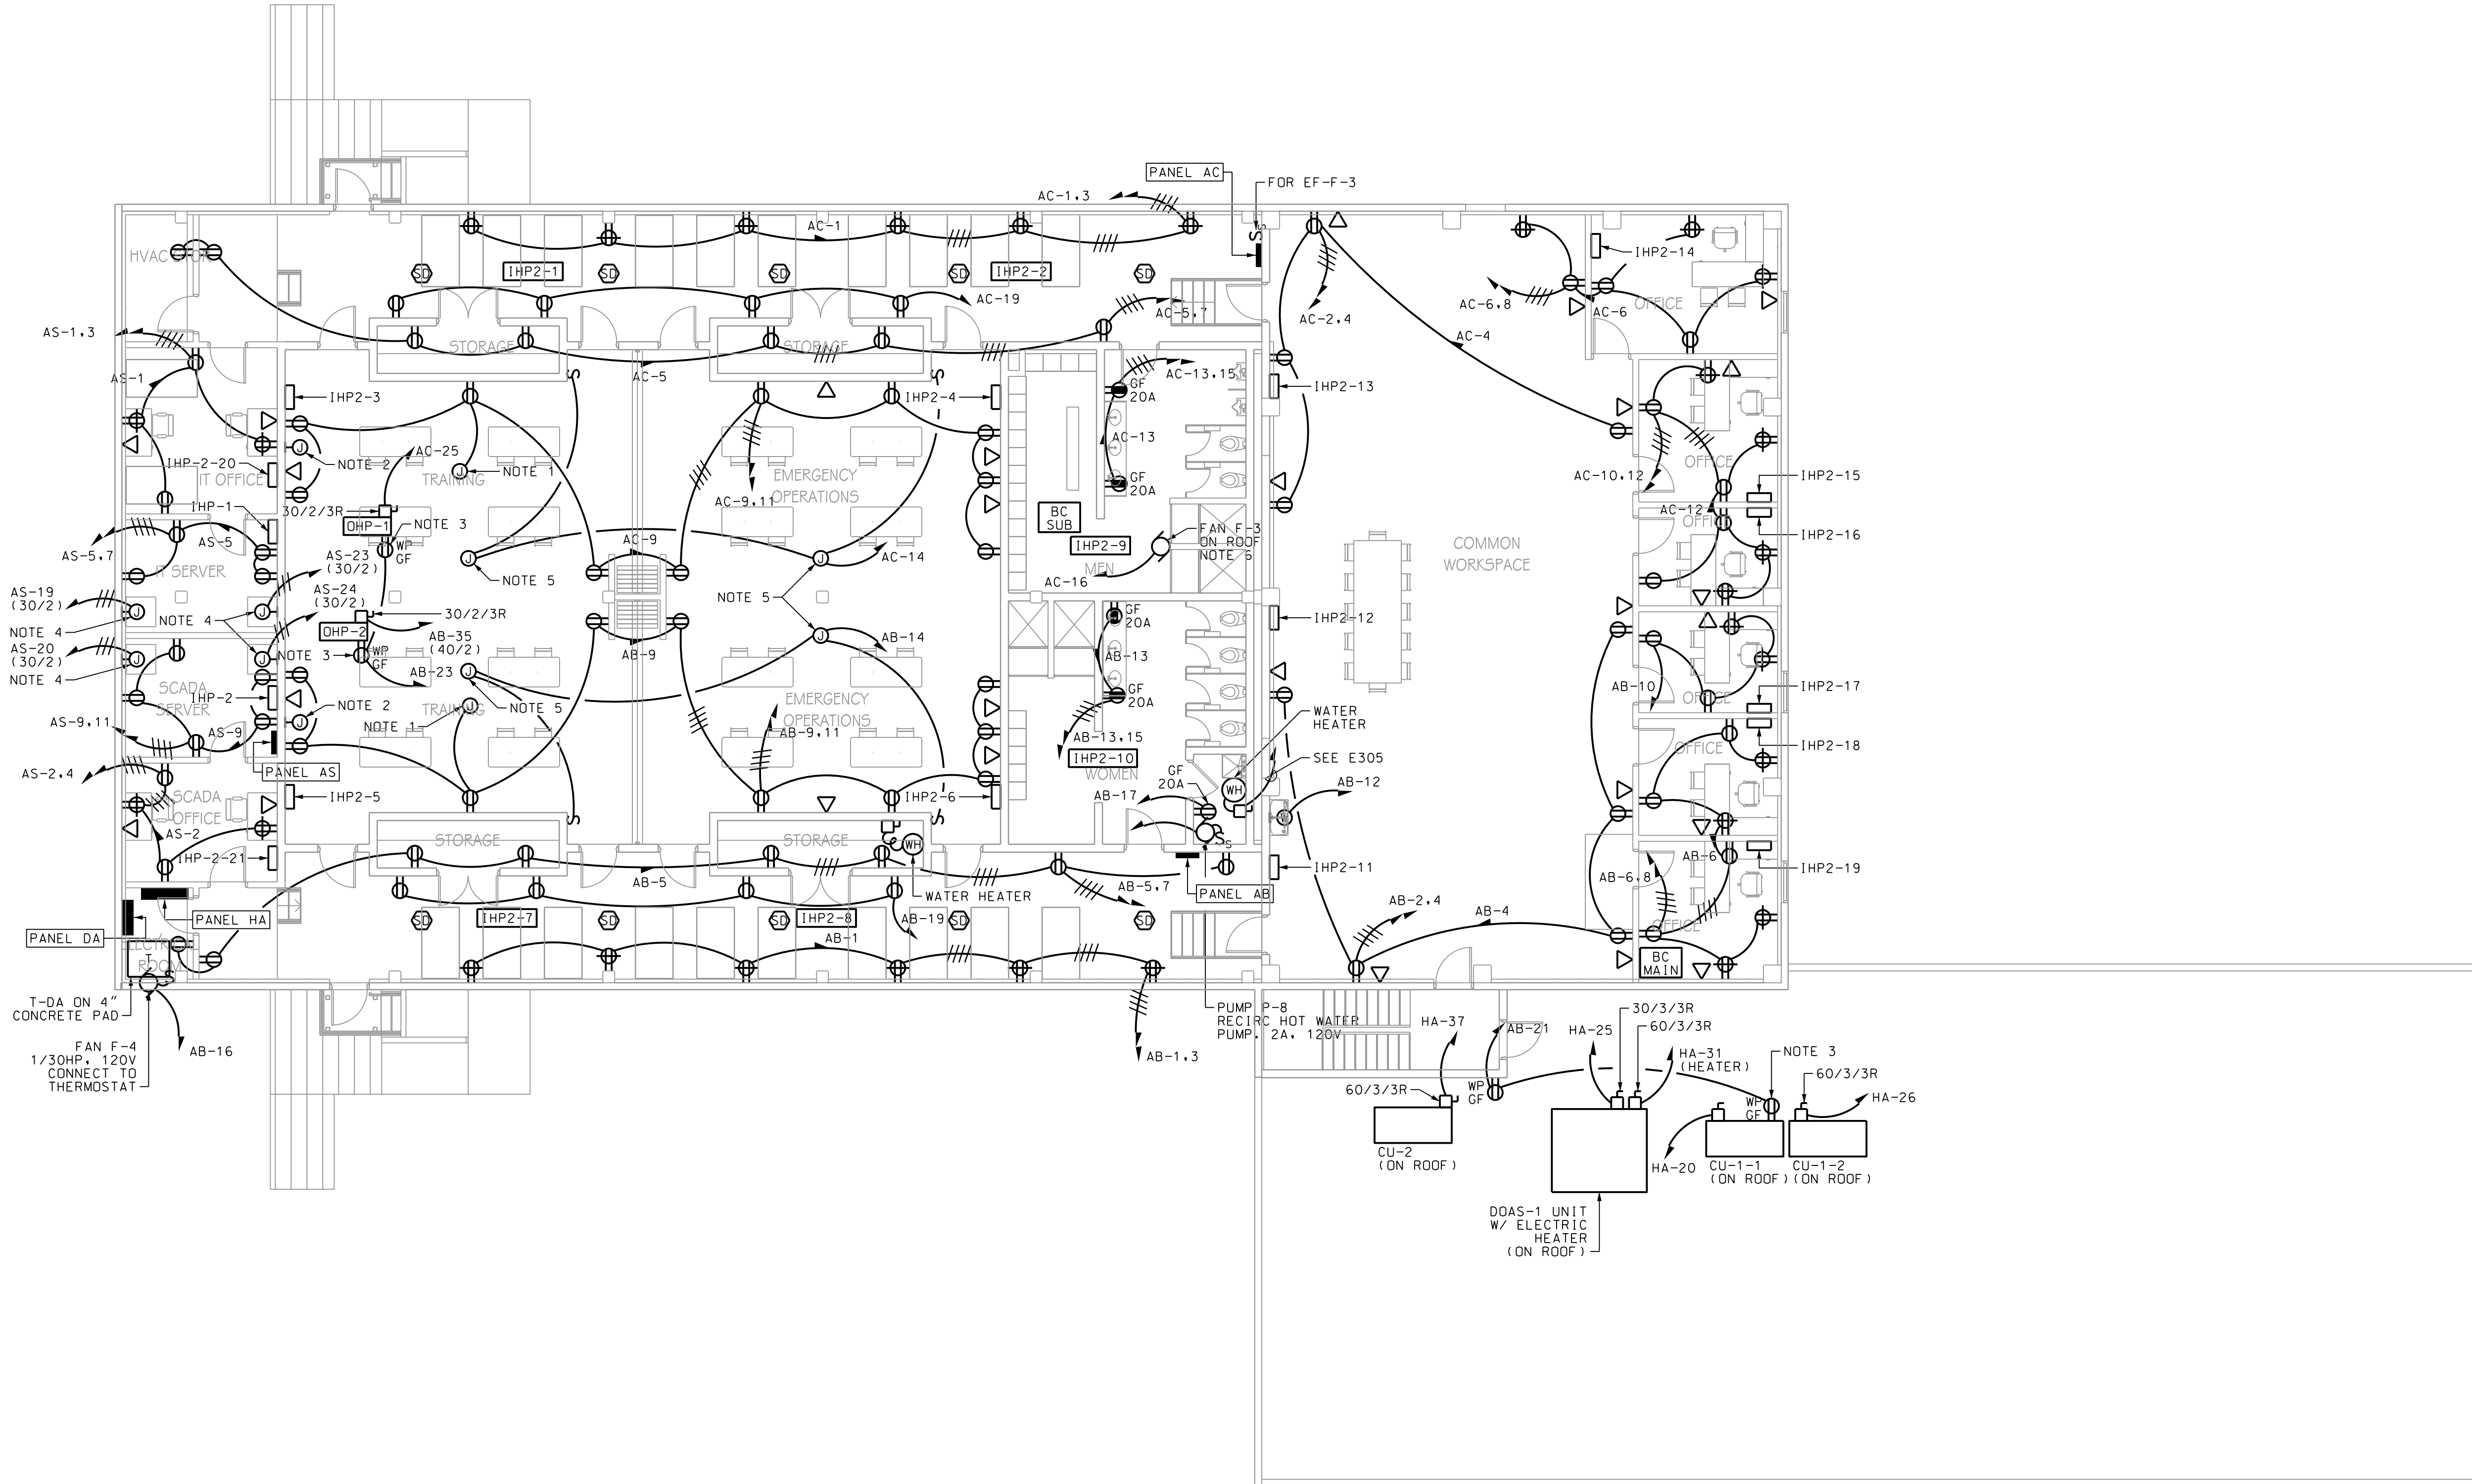 PANEL AC
FOR EF-F-3
AC-1,3
AC-1
HVAC
IHP2-14
SD
IHP2-1
SD
SD
SD
IHP2-2
SD
AC-19
AC-5,7
AC-2,4
AC-6,8
AC-6
OFFICE
AS-1,3
AC-4
STORAGE
STORAGE
AC-5
AS-1
AC-13,15
GF
20A
IHP2-13
IHP2-3
IHP2-4
AC-13
AC-25
NOTE 2
IHP-2-20
IT OFFICE
NOTE 1
TRAINING
EMERGENCY
OPERATIONS
AC-9,11
GF
20A
AC-10,12
OFFICE
IHP2-15
IHP-1
30/2/3R
OHP-1
NOTE 3
BC
SUB
AC-12
OFFICE
AS-5,7
AS-5
AC-9
FAN F-3
ON ROOF
NOTE 6
IHP2-16
COMMON
WORKSPACE
WP
GF
AS-23
(30/2)
IT SERVER
AC-14
IHP2-9
MEN
AC-16
NOTE 5
AS-19
(30/2)
AS-24
(30/2)
NOTE 5
NOTE 4
NOTE 4
30/2/3R
OHP-2
GF
20A
IHP2-12
AB-35
(40/2)
AS-20
(30/2)
NOTE 4
NOTE 3
WP
GF
AB-9
AB-14
AB-13
AB-23
SCADA
SERVER
IHP-2
NOTE 2
NOTE 5
NOTE 1
TRAINING
EMERGENCY
OPERATIONS
AB-9,11
GF
20A
AB-10
OFFICE
IHP2-17
AS-9,11
AS-9
AB-13,15
IHP2-10
WOMEN
WATER
HEATER
OFFICE
IHP2-18
SEE E305
AS-2,4
PANEL AS
GF
20A
AB-12
WH
SCADA
OFFICE
IHP2-5
IHP2-6
AB-17
AS-2
STORAGE
STORAGE
WH
S
IHP-2-21
AB-5
IHP2-11
AB-6
IHP2-19
AB-5,7
PANEL AB
AB-6,8
WATER HEATER
PANEL HA
SD
IHP2-7
SD
SD
IHP2-8
AB-19
SD
SD
AB-2,4
AB-4
OFFICE
PANEL DA
AB-1
ROOM
T
BC
MAIN
T-DA ON 4"
CONCRETE PAD
PUMP P-8
RECIRC HOT WATER
PUMP. 2A, 120V
FAN F-4
1/30HP, 120V
CONNECT TO
THERMOSTAT
AB-16
AB-1,3
HA-37
AB-21
HA-25
30/3/3R
60/3/3R
HA-31
(HEATER)
NOTE 3
60/3/3R
60/3/3R
WP
GF
WP
GF
HA-26
CU-2
(ON ROOF)
HA-20
CU-1-1
(ON ROOF)
CU-1-2
(ON ROOF)
DOAS-1 UNIT
W/ ELECTRIC
HEATER
(ON ROOF)